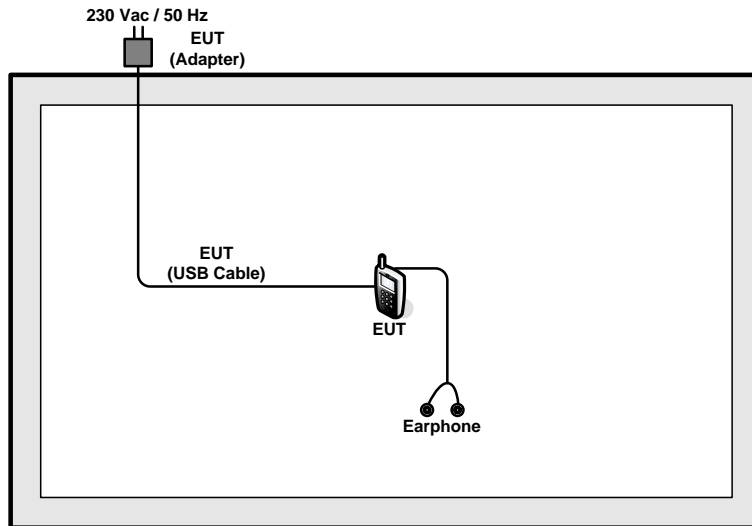 230 Vac / 50 Hz
EUT
(Adapter)
EUT
(USB Cable)
EUT
Earphone